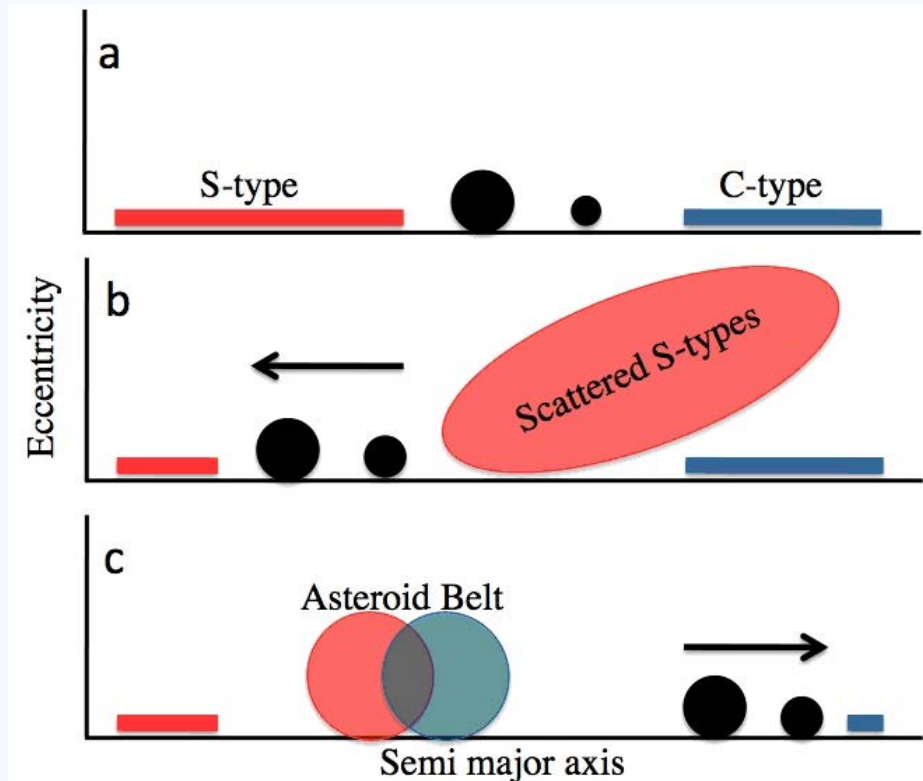 a
S-type
C-type
Eccentricity
b
Scattered S-types
c
Asteroid Belt
Semi major axis